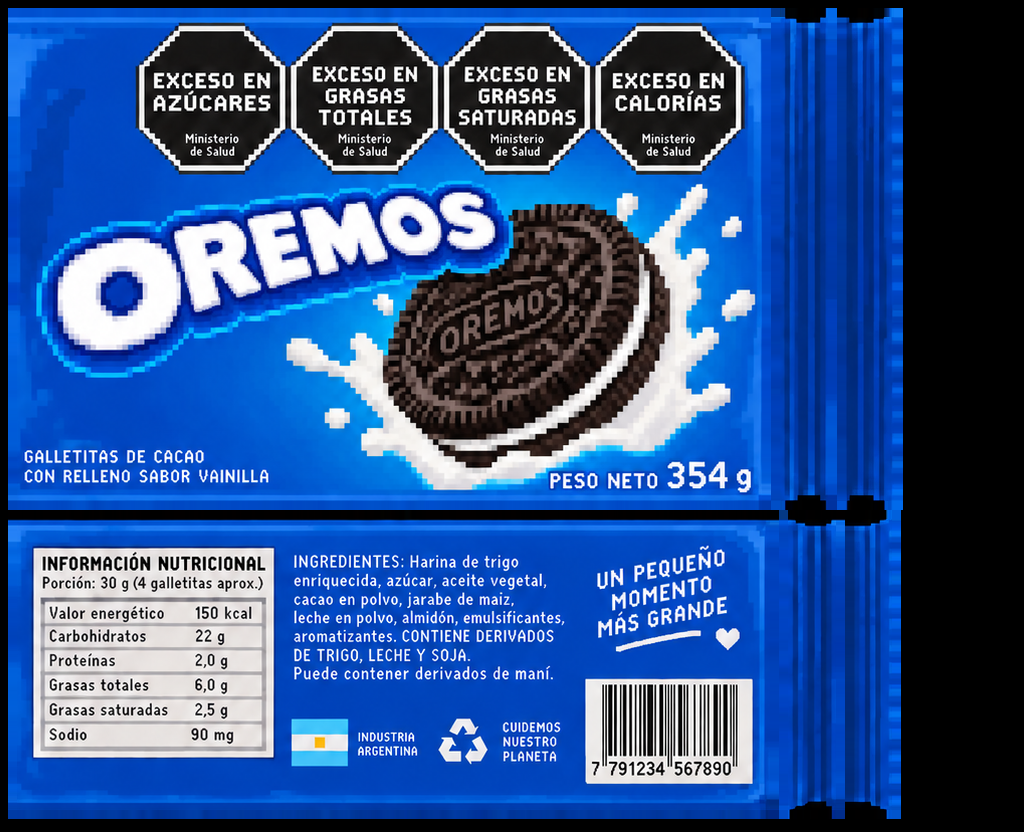 EXCESO EN
AZÚCARES
Ministerio
de Salud
EXCESO EN
GRASAS
TOTALES
Ministerio
de Salud
EXCESO EN
GRASAS
SATURADAS
Ministerio
de Salud
EXCESO EN
CALORÍAS
Ministerio
de Salud
OREMOS
OREMOS
GALLETITAS DE CACAO
CON RELLENO SABOR VAINILLA
PESO NETO 354 g
INFORMACIÓN NUTRICIONAL
Porción: 30 g (4 galletitas aprox.)
Valor energético 150 kcal
Carbohidratos 22 g
Proteínas 2,0 g
Grasas totales 6,0 g
Grasas saturadas 2,5 g
Sodio 90 mg
INGREDIENTES: Harina de trigo
enriquecida, azúcar, aceite vegetal,
cacao en polvo, jarabe de maiz,
leche en polvo, almidón, emulsificantes,
aromatizantes. CONTIENE DERIVADOS
DE TRIGO, LECHE Y SOJA.
Puede contener derivados de maní.
INDUSTRIA
ARGENTINA
CUIDEMOS
NUESTRO
PLANETA
UN PEQUEÑO
MOMENTO
MÁS GRANDE
7 791234 567890